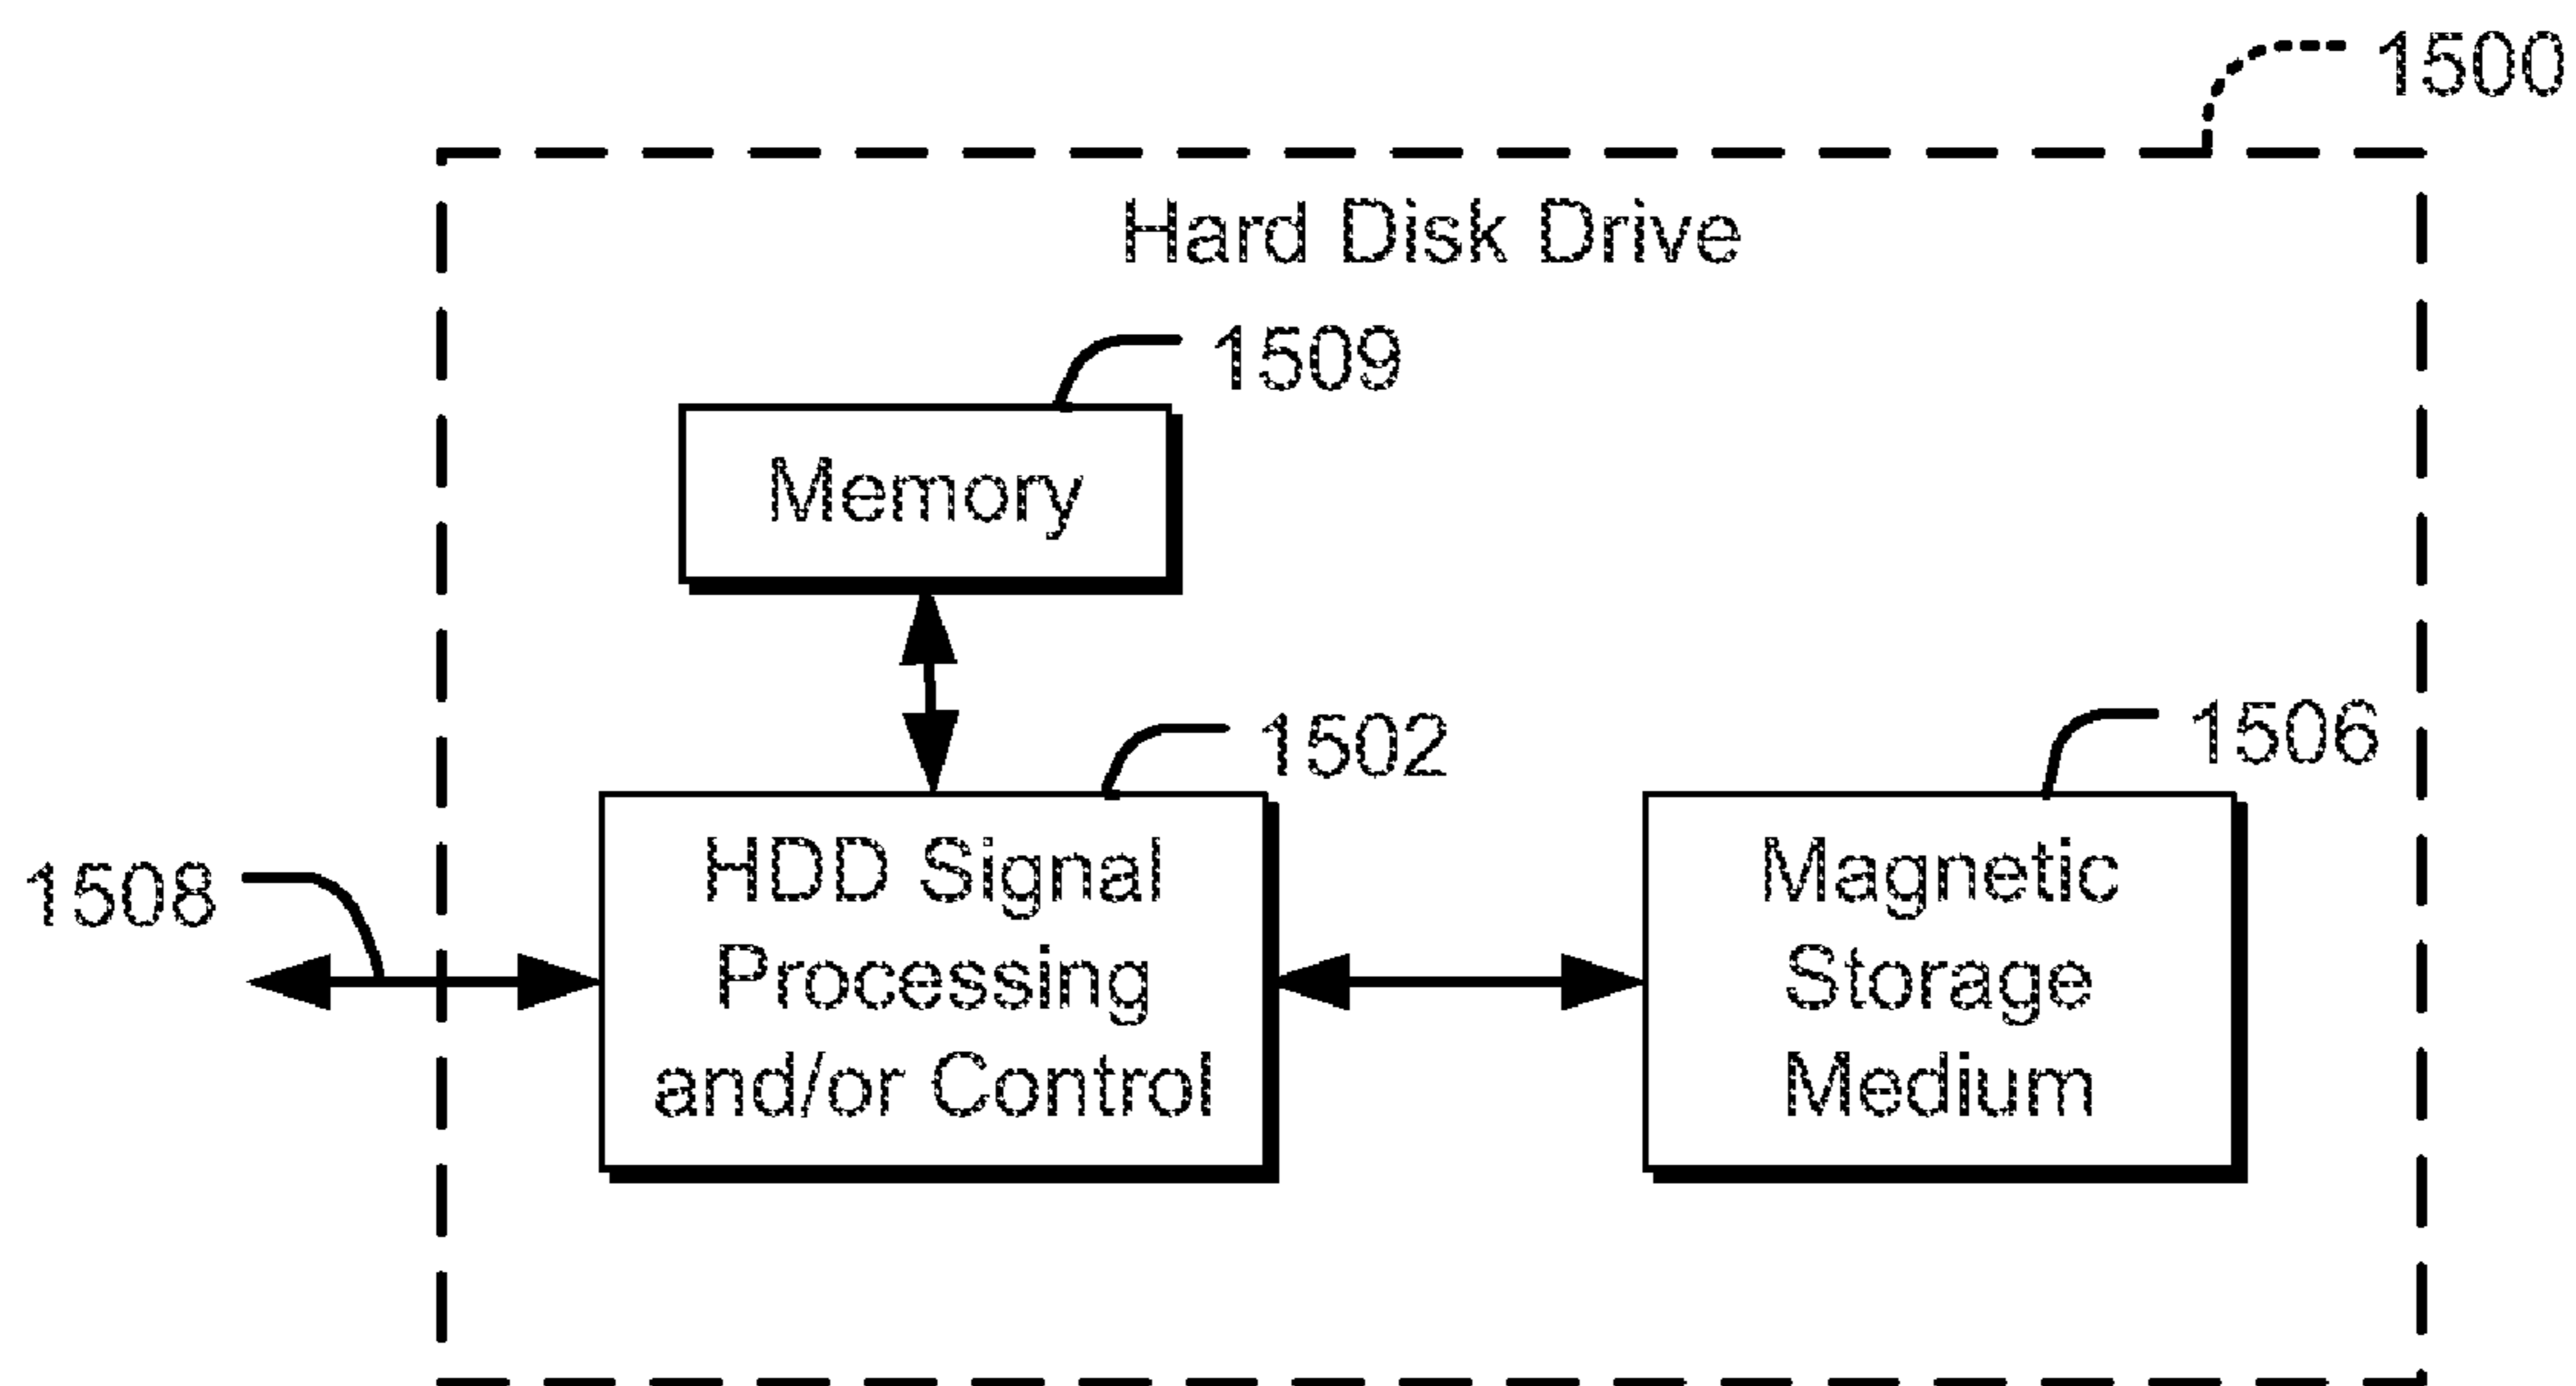 1500
Hard Disk Drive
1509
Memory
1502
1506
1508
HDD Signal
Processing
and/or Control
Magnetic
Storage
Medium